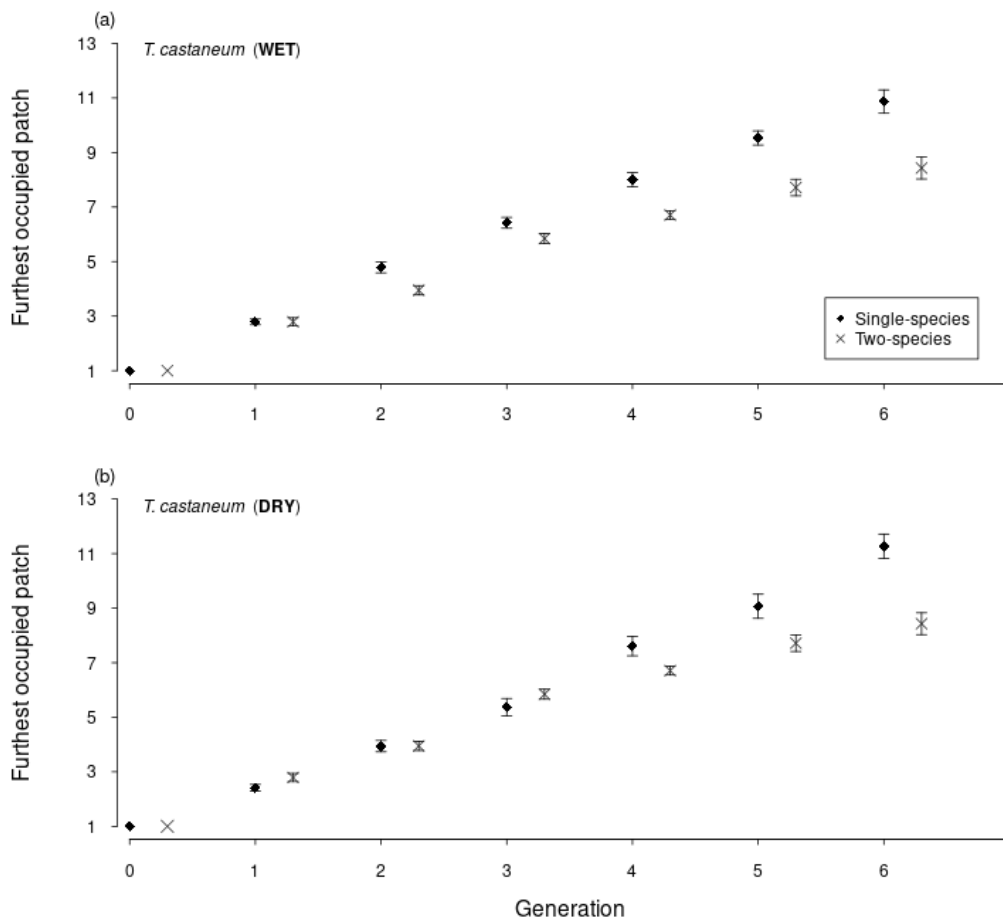 (a)
T. castaneum (WET)
Furthest occupied patch
13
11
9
7
5
3
1
Single-species
Two-species
0 1 2 3 4 5 6
(b)
T. castaneum (DRY)
Furthest occupied patch
13
11
9
7
5
3
1
0 1 2 3 4 5 6
Generation